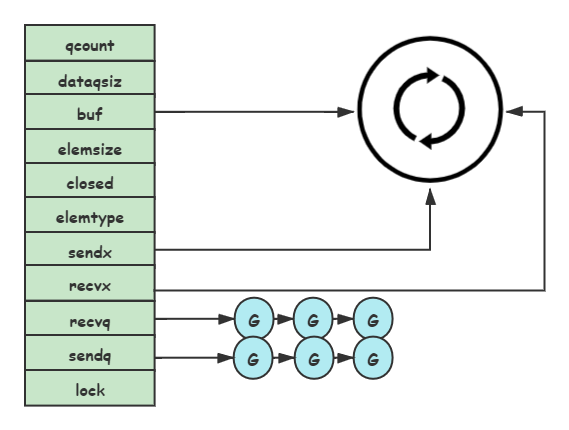 qcount
dataqsiz
buf
elemsize
closed
elemtype
sendx
recvx
recvq G G G
sendq G G G
lock